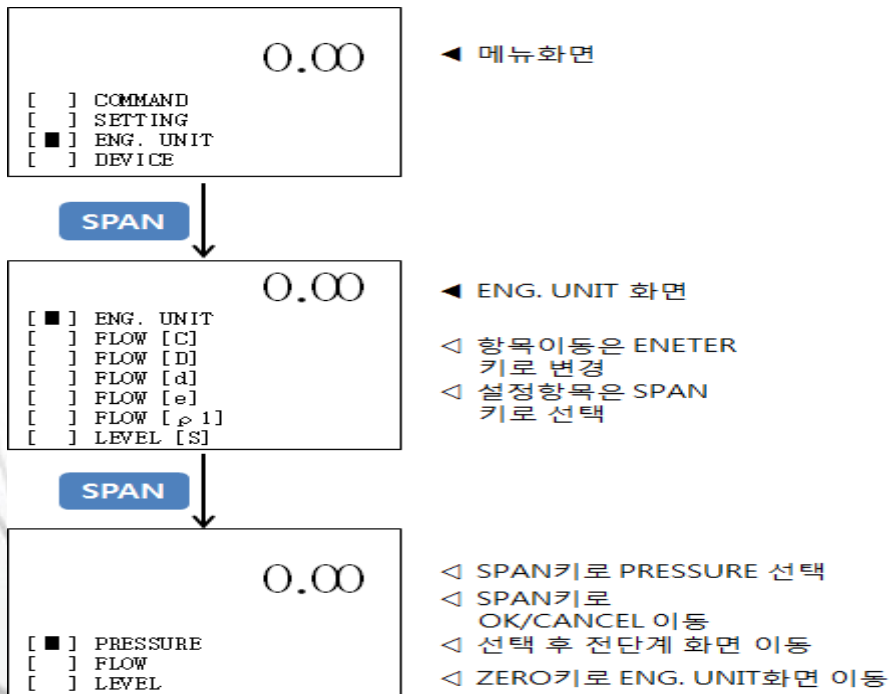 0.00
◀ 메뉴화면
[ ] COMMAND
[ ] SETTING
[■] ENG. UNIT
[ ] DEVICE
SPAN
0.00
◀ ENG. UNIT 화면
[■] ENG. UNIT
[ ] FLOW [C]
[ ] FLOW [D]
[ ] FLOW [d]
[ ] FLOW [e]
[ ] FLOW [ρ1]
[ ] LEVEL [S]
◁ 항목이동은 ENETER
키로 변경
◁ 설정항목은 SPAN
키로 선택
SPAN
0.00
[■] PRESSURE
[ ] FLOW
[ ] LEVEL
◁ SPAN키로 PRESSURE 선택
◁ SPAN키로
OK/CANCEL 이동
◁ 선택 후 전단계 화면 이동
◁ ZERO키로 ENG. UNIT화면 이동